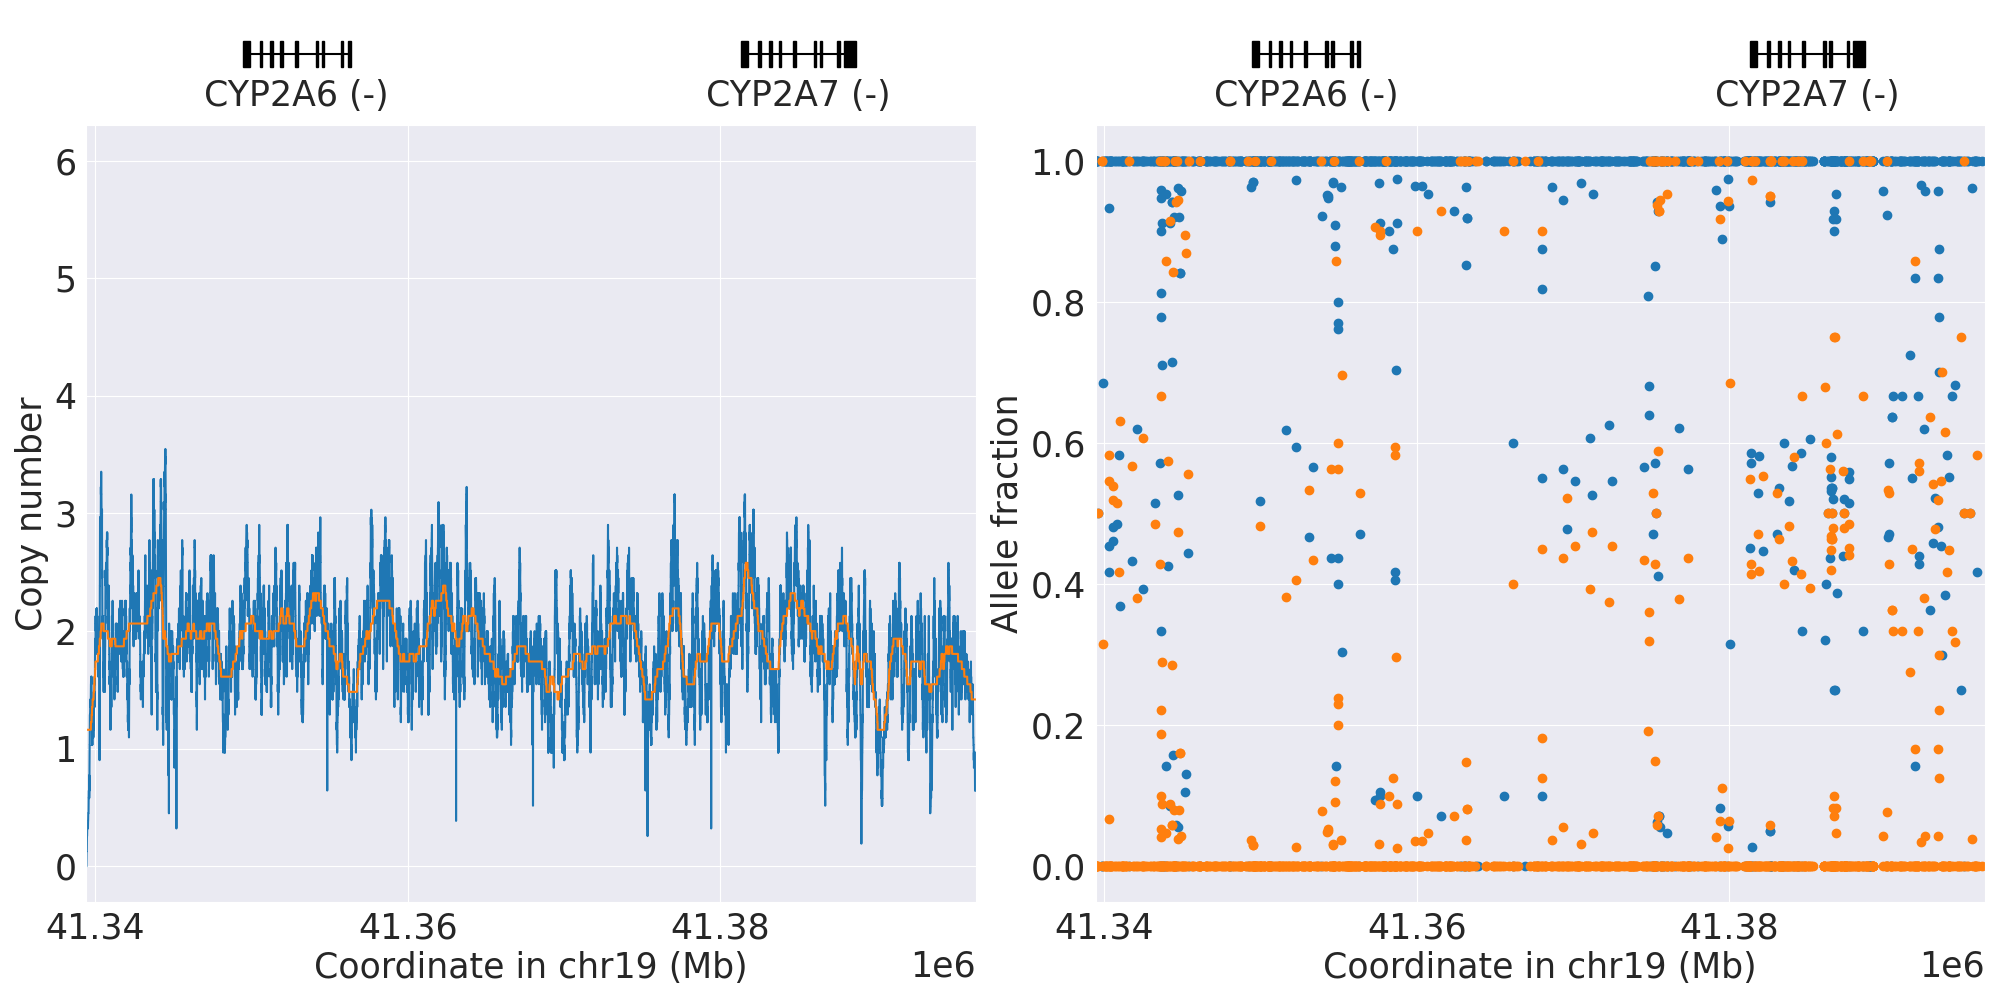 CYP2A6 (-) CYP2A7 (-)
6
5
4
3
2
1
0
Copy number
41.34 41.36 41.38
Coordinate in chr19 (Mb) 1e6
CYP2A6 (-) CYP2A7 (-)
1.0
0.8
0.6
0.4
0.2
0.0
Allele fraction
41.34 41.36 41.38
Coordinate in chr19 (Mb) 1e6